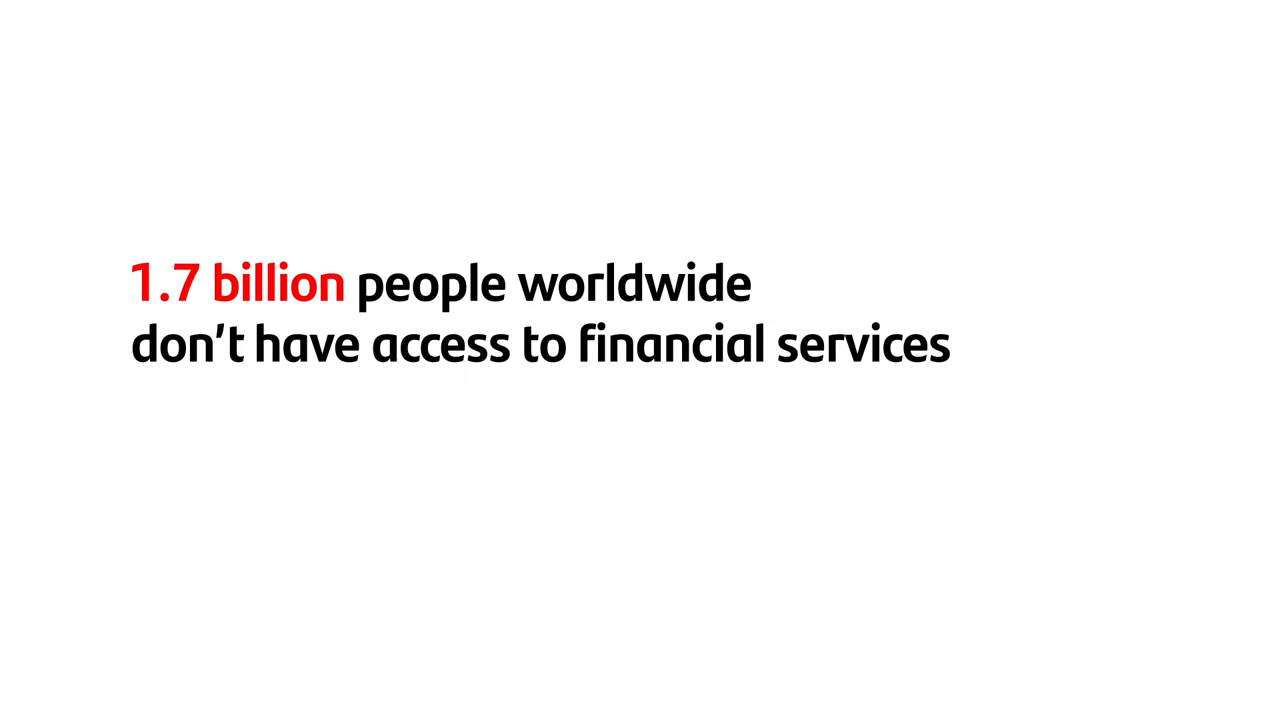 1.7 billion people worldwide
don't have access to financial services